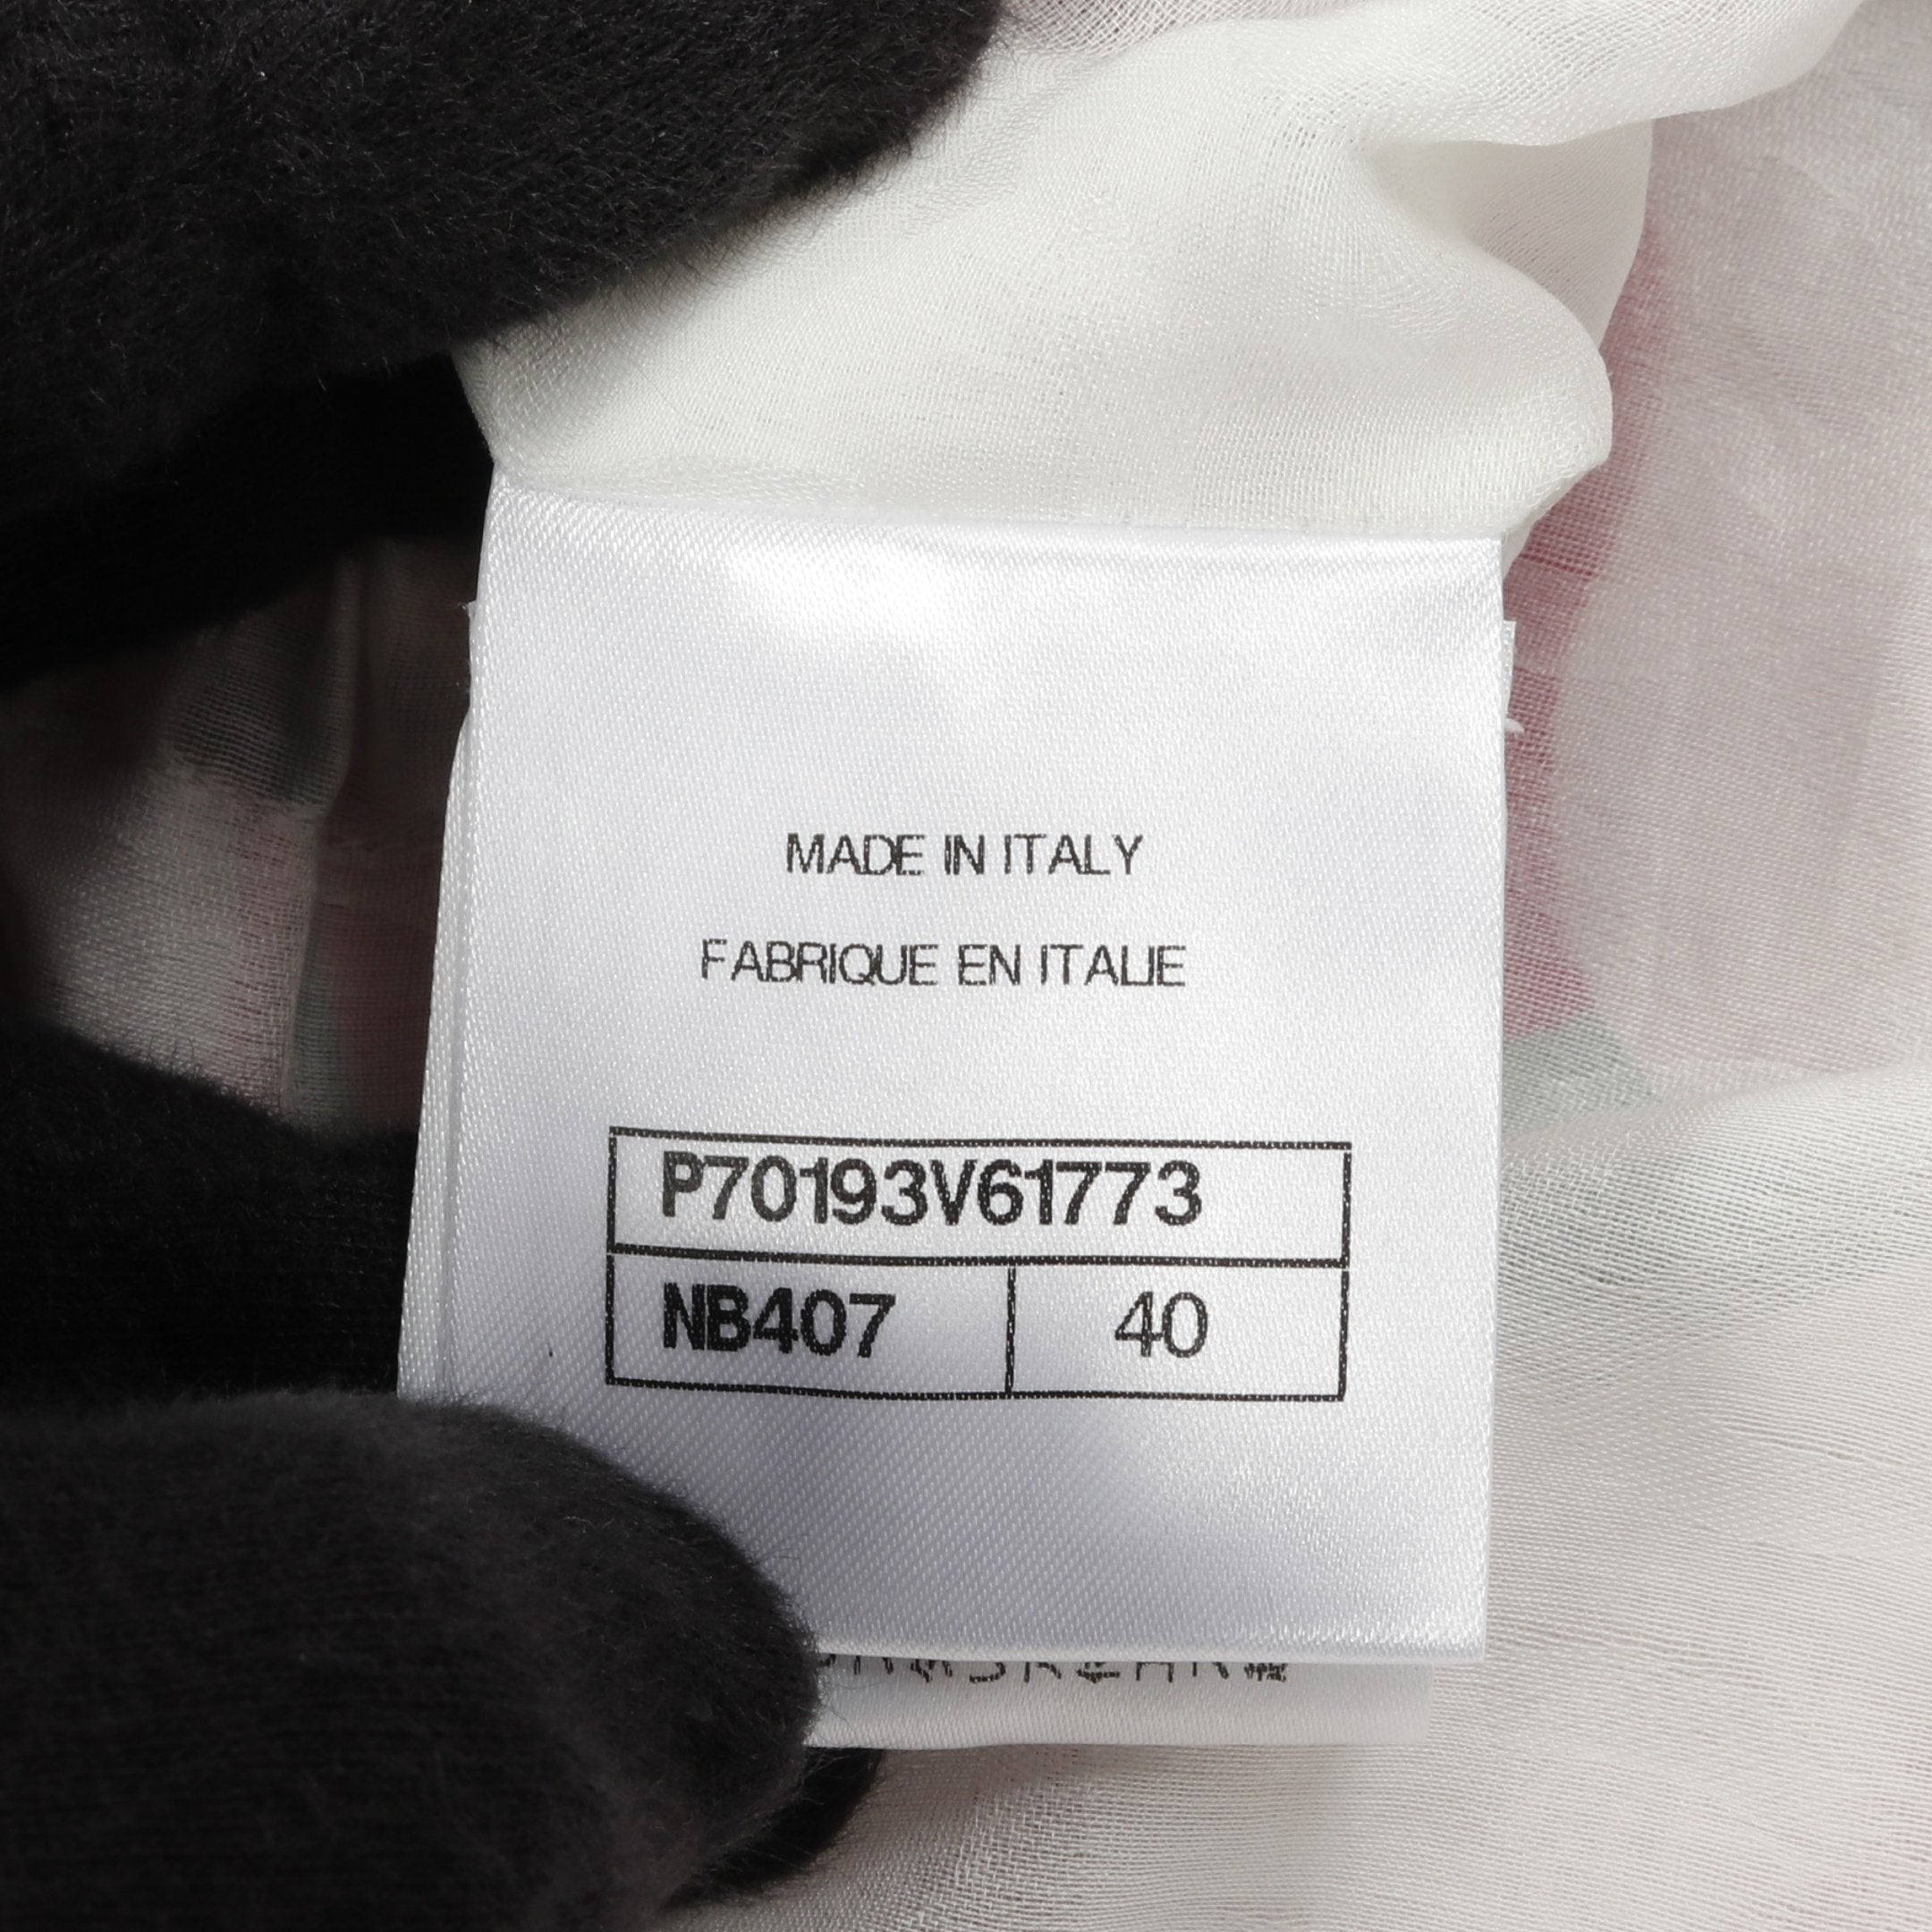 MADE IN ITALY
FABRIQUE EN ITALIE
P70193V61773
NB407 40